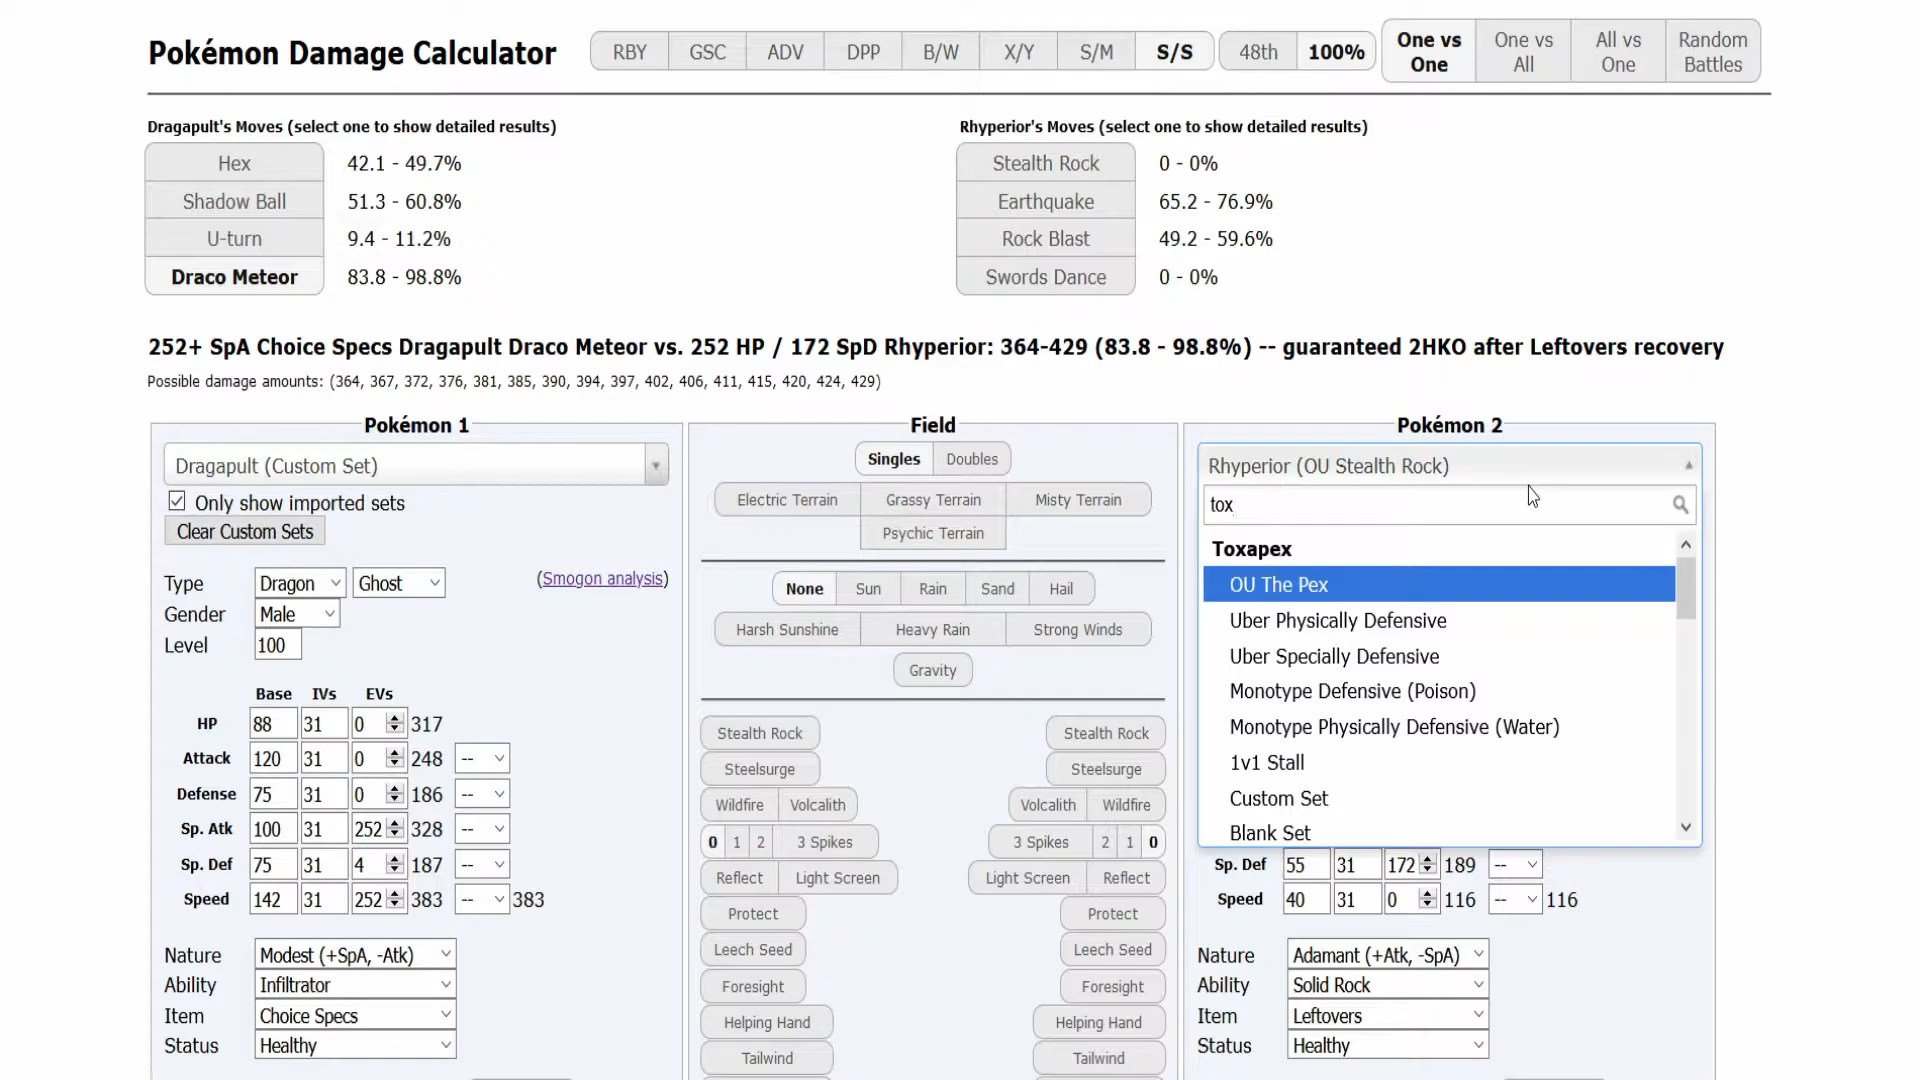 Pokémon Damage Calculator
RBY GSC ADV DPP B/W X/Y S/M S/S 48th 100%
One vs One
One vs All
All vs One
Random Battles
Dragapult's Moves (select one to show detailed results)
Hex 42.1 - 49.7%
Shadow Ball 51.3 - 60.8%
U-turn 9.4 - 11.2%
Draco Meteor 83.8 - 98.8%
Rhyperior's Moves (select one to show detailed results)
Stealth Rock 0 - 0%
Earthquake 65.2 - 76.9%
Rock Blast 49.2 - 59.6%
Swords Dance 0 - 0%
252+ SpA Choice Specs Dragapult Draco Meteor vs. 252 HP / 172 SpD Rhyperior: 364-429 (83.8 - 98.8%) -- guaranteed 2HKO after Leftovers recovery
Possible damage amounts: (364, 367, 372, 376, 381, 385, 390, 394, 397, 402, 406, 411, 415, 420, 424, 429)
Pokémon 1
Dragapult (Custom Set)
Only show imported sets
Clear Custom Sets
Type Dragon Ghost (Smogon analysis)
Gender Male
Level 100
Base IVs EVs
HP 88 31 0 317
Attack 120 31 0 248 --
Defense 75 31 0 186 --
Sp. Atk 100 31 252 328 --
Sp. Def 75 31 4 187 --
Speed 142 31 252 383 -- 383
Nature Modest (+SpA, -Atk)
Ability Infiltrator
Item Choice Specs
Status Healthy
Field
Singles Doubles
Electric Terrain Grassy Terrain Misty Terrain
Psychic Terrain
None Sun Rain Sand Hail
Harsh Sunshine Heavy Rain Strong Winds
Gravity
Stealth Rock Stealth Rock
Steelsurge Steelsurge
Wildfire Volcalith Volcalith Wildfire
0 1 2 3 Spikes 3 Spikes 2 1 0
Reflect Light Screen Light Screen Reflect
Protect Protect
Leech Seed Leech Seed
Foresight Foresight
Helping Hand Helping Hand
Tailwind Tailwind
Pokémon 2
Rhyperior (OU Stealth Rock)
tox
Toxapex
OU The Pex
Uber Physically Defensive
Uber Specially Defensive
Monotype Defensive (Poison)
Monotype Physically Defensive (Water)
1v1 Stall
Custom Set
Blank Set
Sp. Def 55 31 172 189 --
Speed 40 31 0 116 -- 116
Nature Adamant (+Atk, -SpA)
Ability Solid Rock
Item Leftovers
Status Healthy